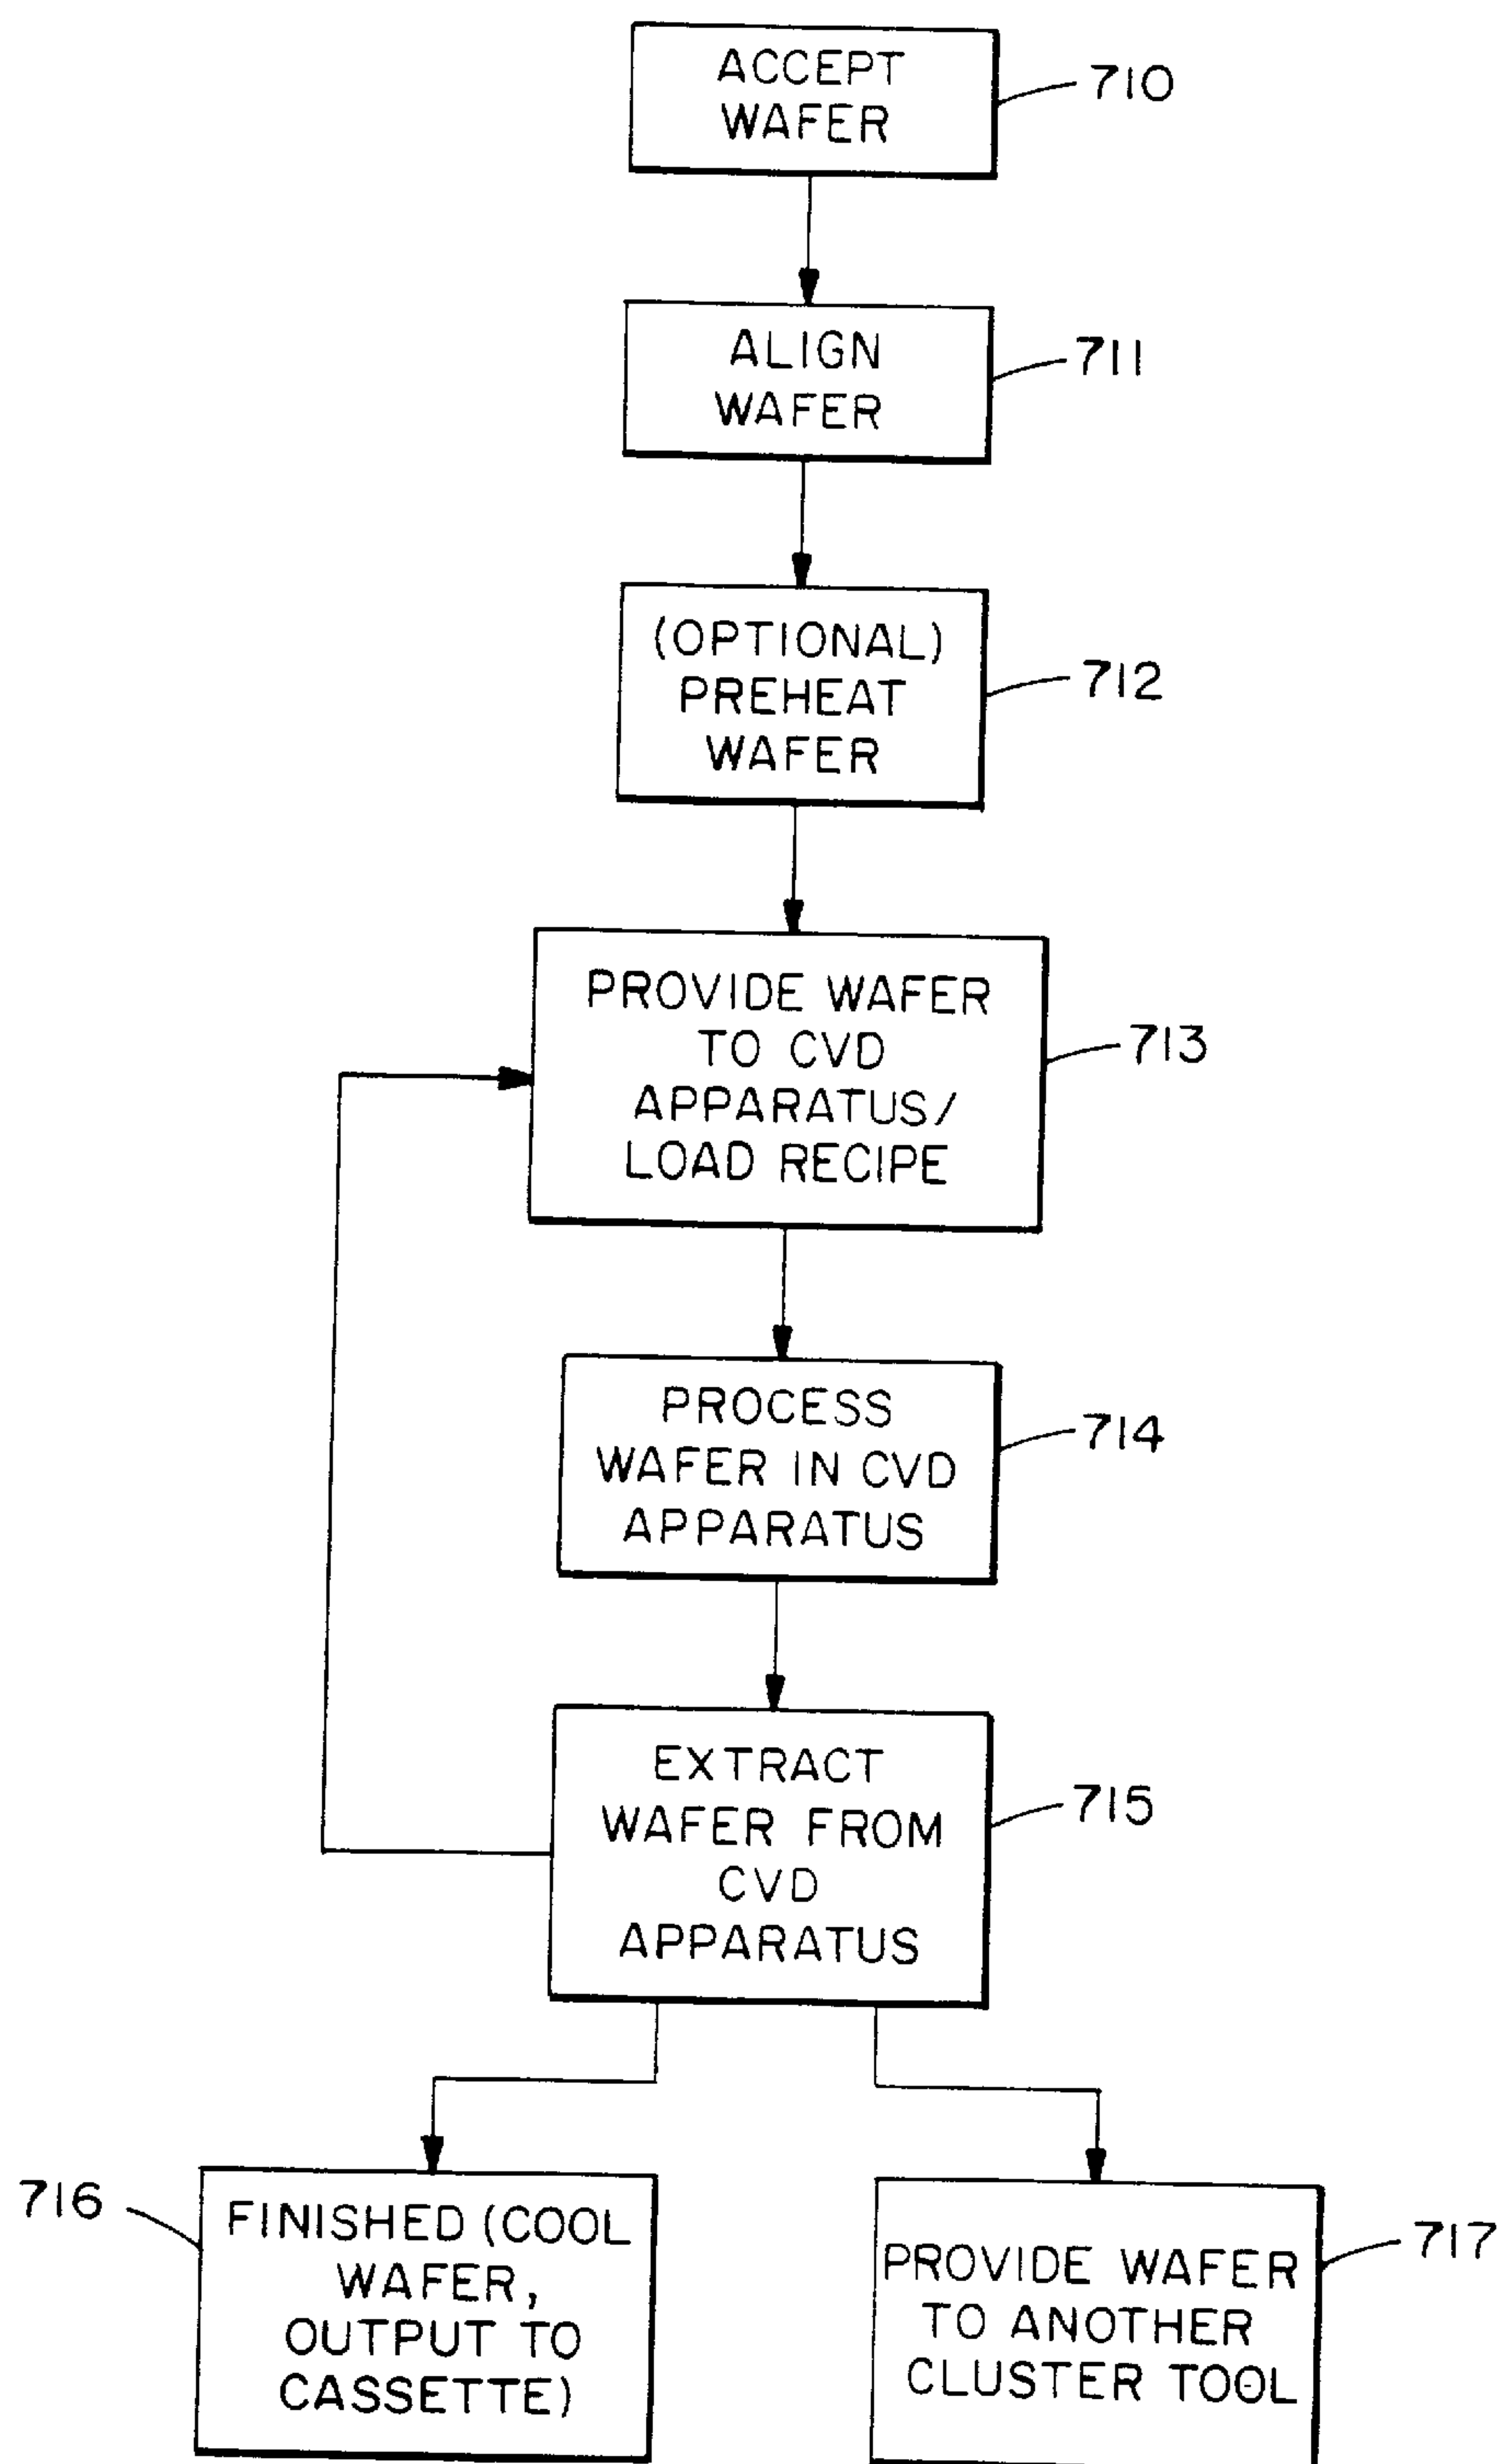 ACCEPT
WAFER
710
ALIGN
WAFER
711
(OPTIONAL)
PREHEAT
WAFER
712
PROVIDE WAFER
TO CVD
APPARATUS/
LOAD RECIPE
713
PROCESS
WAFER IN CVD
APPARATUS
714
EXTRACT
WAFER FROM
CVD
APPARATUS
715
716
FINISHED (COOL
WAFER,
OUTPUT TO
CASSETTE)
PROVIDE WAFER
TO ANOTHER
CLUSTER TOOL
717